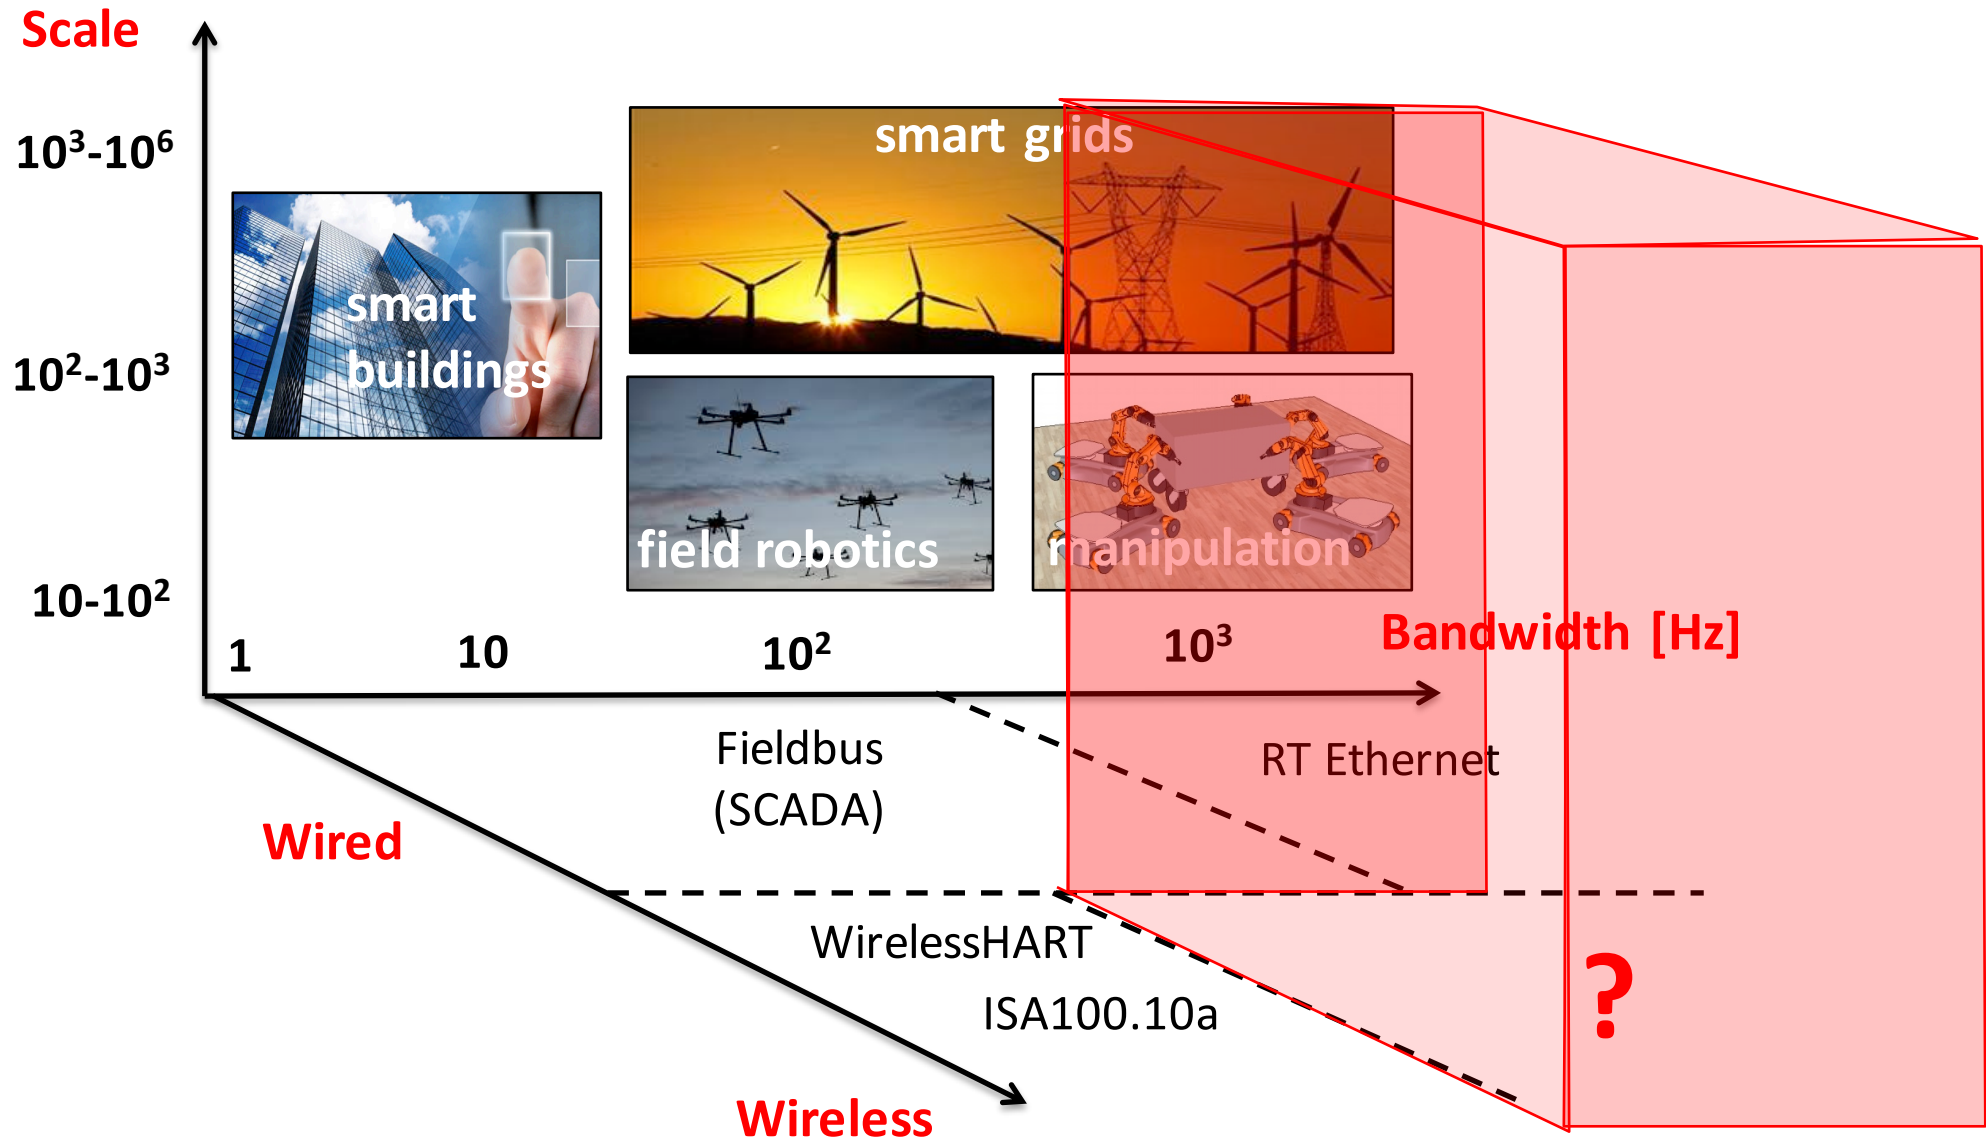 Scale
10³-10⁶
smart grids
smart
buildings
10²-10³
field robotics
manipulation
10-10²
1
10
10²
10³
Bandwidth [Hz]
Fieldbus
(SCADA)
RT Ethernet
Wired
WirelessHART
ISA100.10a
?
Wireless